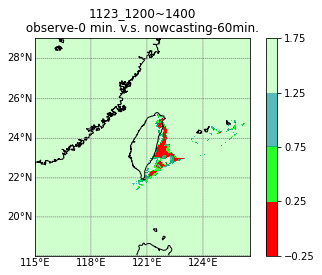 1123_1200~1400
observe-0 min. v.s. nowcasting-60min.
28°N
26°N
24°N
22°N
20°N
115°E
118°E
121°E
124°E
1.75
1.25
0.75
0.25
−0.25